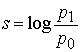 s = log p₁/p₀